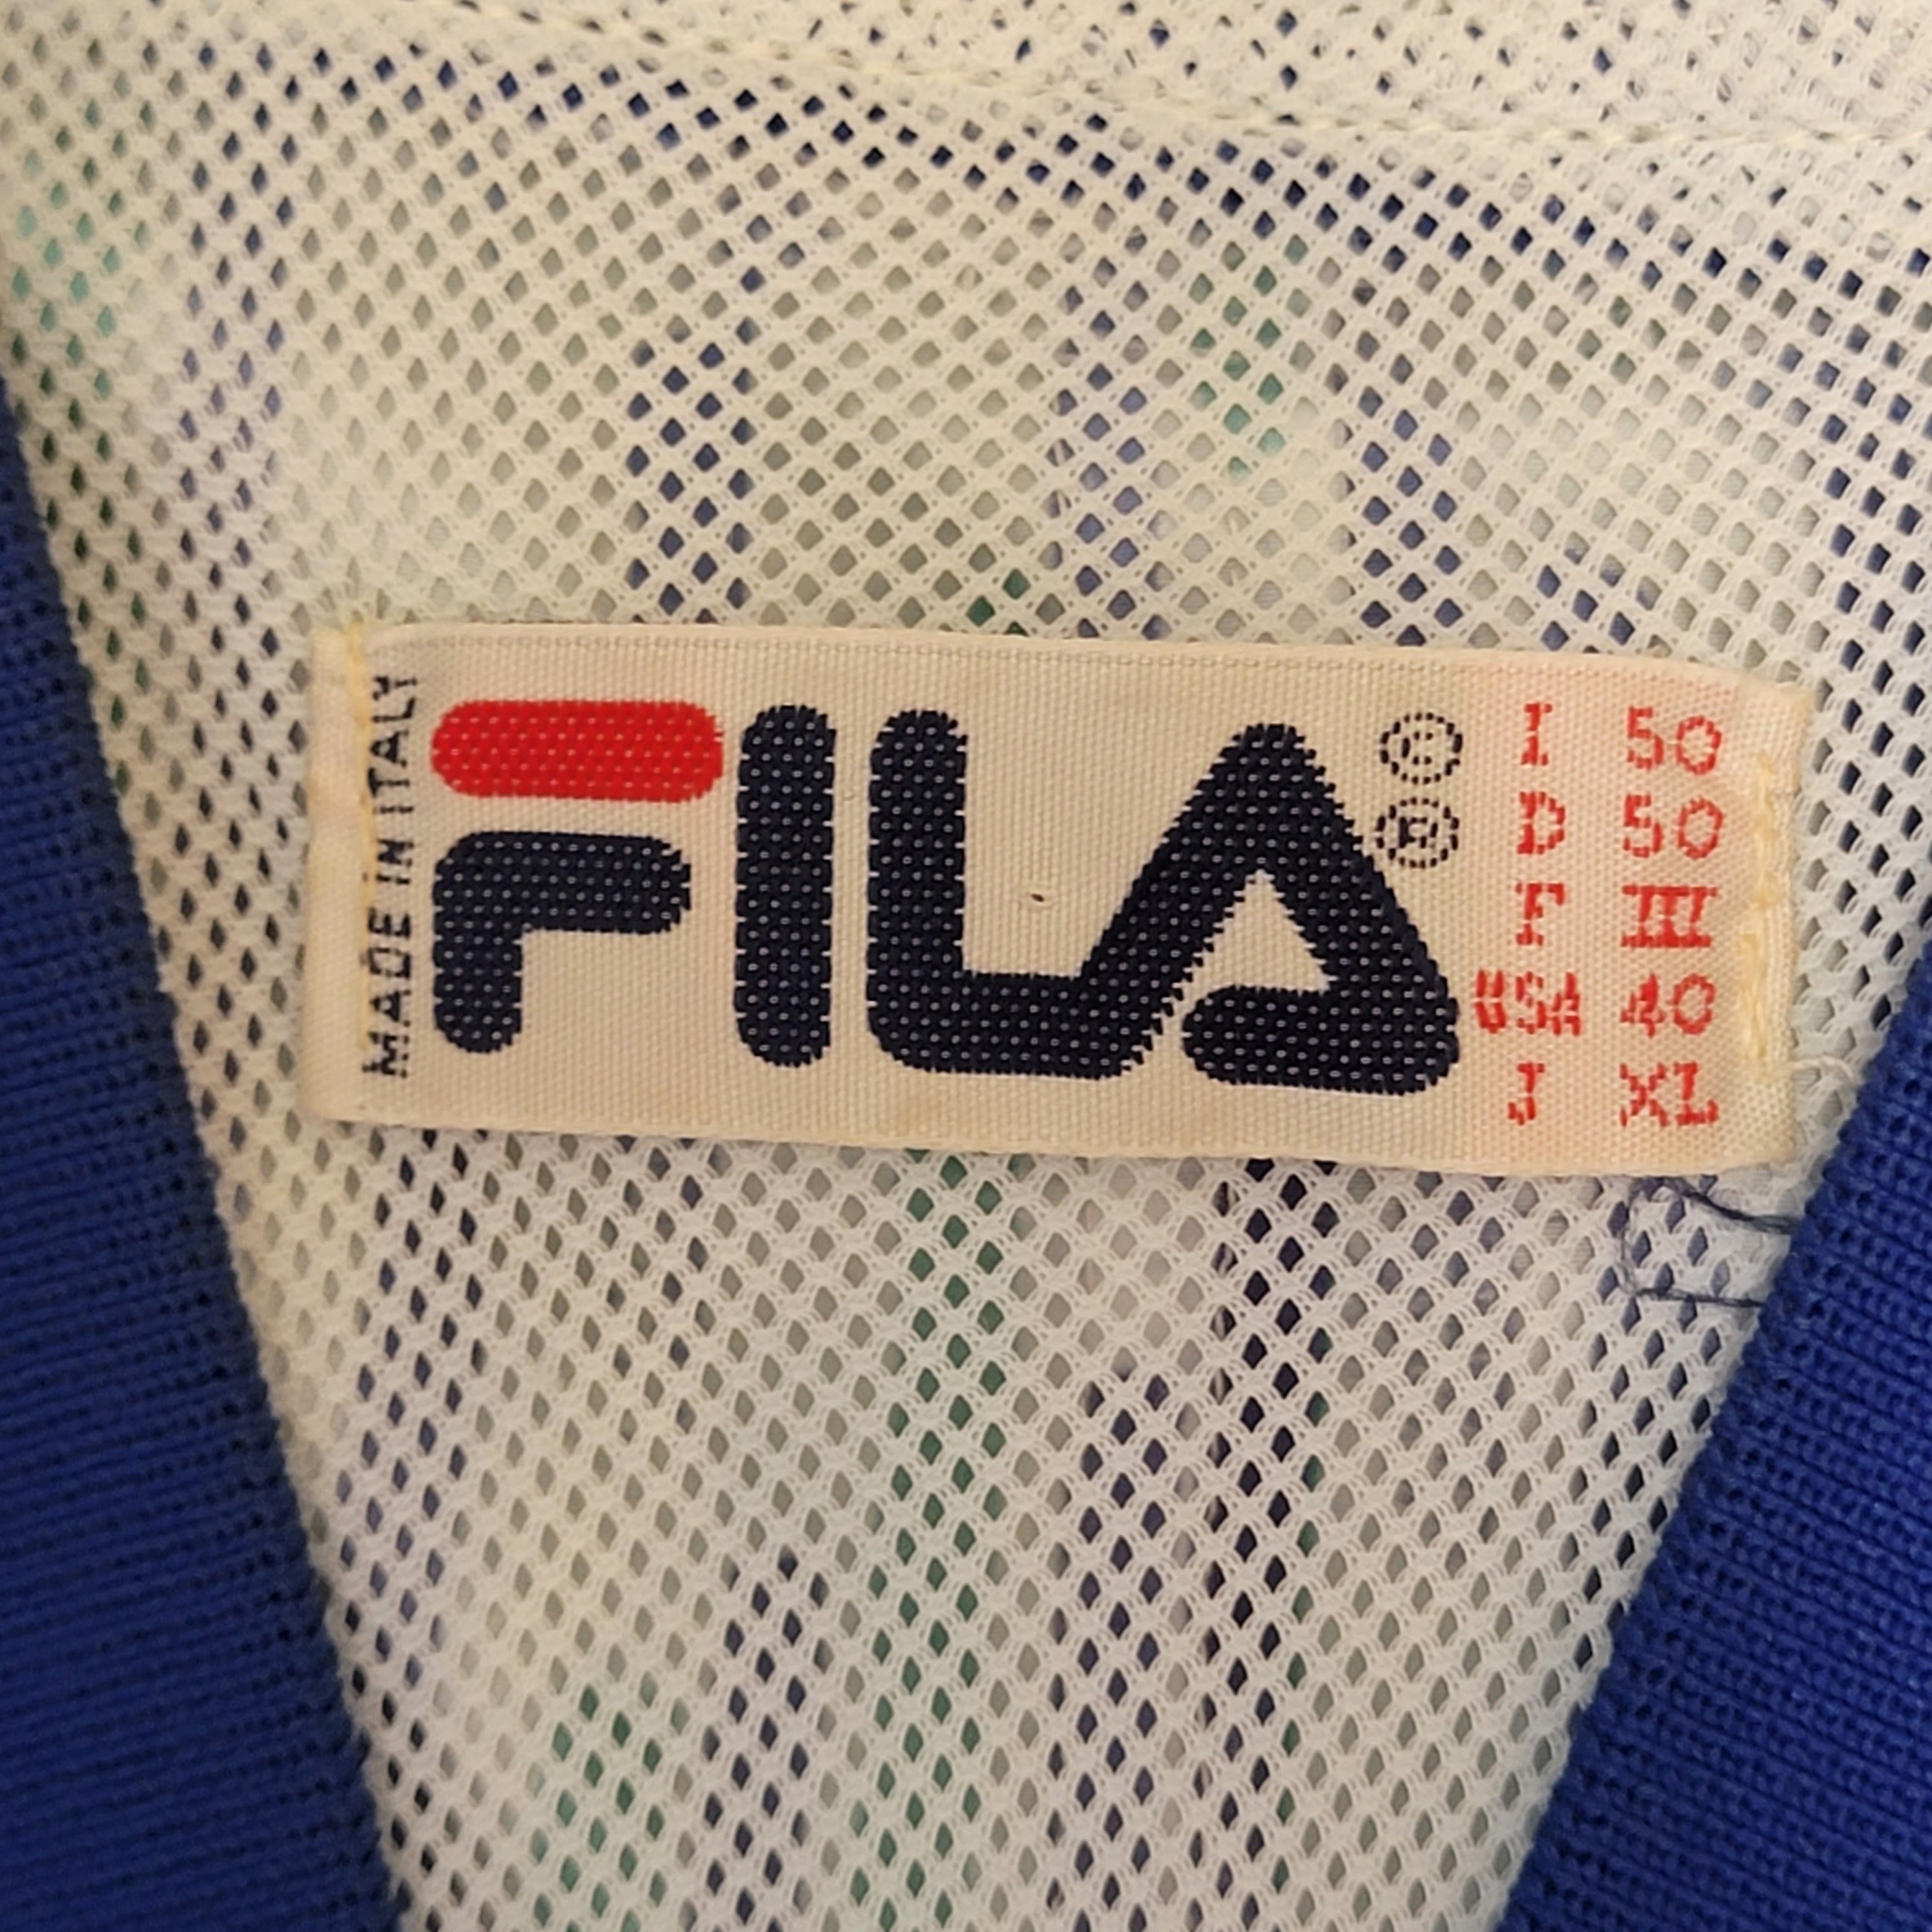 MADE IN ITALY
FILA
© ®
I 50
D 50
F III
USA 40
J XL